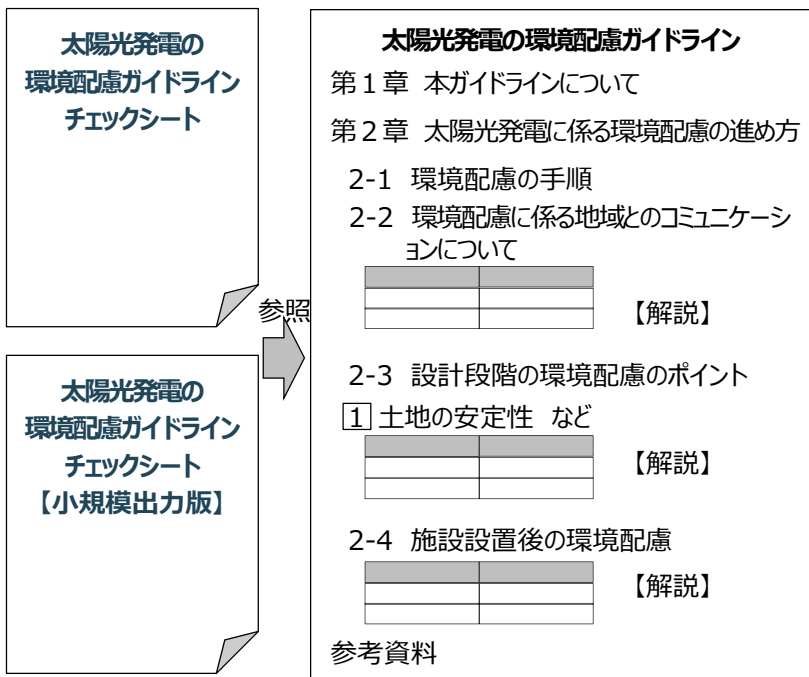 太陽光発電の
環境配慮ガイドライン
チェックシート
太陽光発電の
環境配慮ガイドライン
チェックシート
【小規模出力版】
参照
太陽光発電の環境配慮ガイドライン
第1章 本ガイドラインについて
第2章 太陽光発電に係る環境配慮の進め方
2-1 環境配慮の手順
2-2 環境配慮に係る地域とのコミュニケーシ
ョンについて
【解説】
2-3 設計段階の環境配慮のポイント
1 土地の安定性 など
【解説】
2-4 施設設置後の環境配慮
【解説】
参考資料